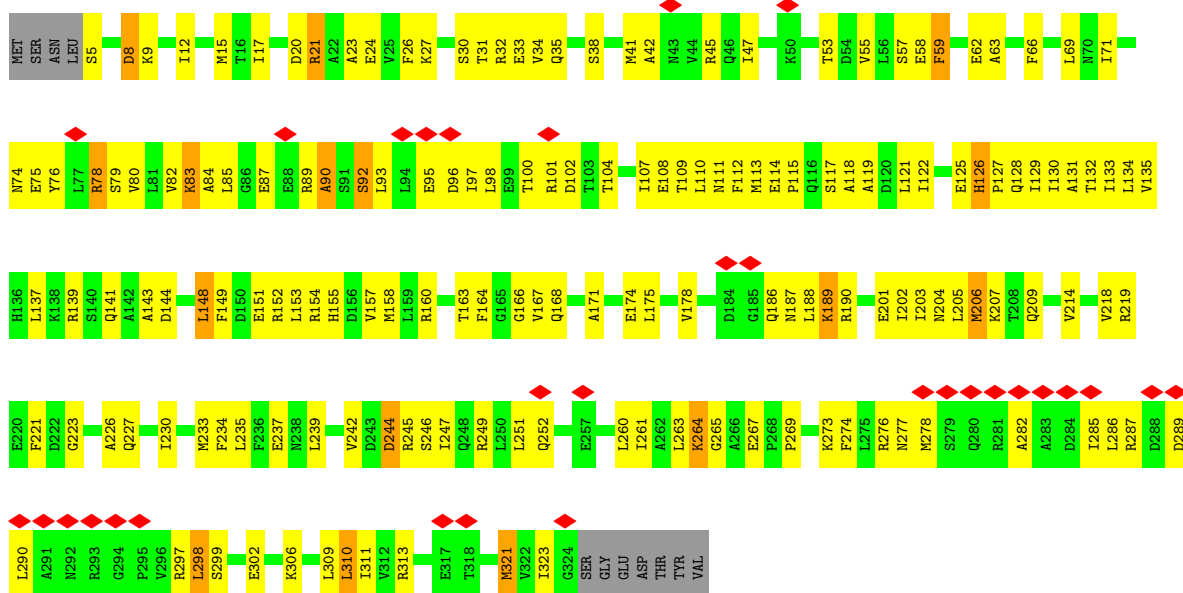 MET SER ASN LEU S5 D8 K9 I12 M15 T16 I17 D20 R21 A22 A23 E24 V25 F26 K27 S30 T31 R32 E33 V34 Q35 S38 M41 A42 N43 V44 R45 Q46 I47 K50 T53 D54 V55 L56 S57 E58 F59 E62 A63 F66 L69 N70 I71
N74 E75 Y76 L77 R78 S79 V80 L81 V82 K83 A84 L85 G86 E87 E88 R89 A90 S91 S92 L93 L94 E95 D96 I97 L98 E99 T100 R101 D102 T103 T104 I107 E108 T109 L110 N111 F112 M113 E114 P115 Q116 S117 A118 A119 D120 L121 I122 E125 H126 P127 Q128 I129 I130 A131 T132 I133 L134 V135
H136 L137 K138 R139 S140 Q141 A142 A143 D144 L148 F149 D150 E151 R152 L153 R154 H155 D156 V157 M158 L159 R160 T163 F164 G165 G166 V167 Q168 A171 E174 L175 V178 D184 G185 Q186 N187 L188 K189 R190 E201 I202 I203 N204 L205 M206 K207 T208 Q209 V214 V218 R219
E220 F221 D222 G223 A226 Q227 I230 M233 F234 L235 F236 E237 N238 L239 V242 D243 D244 R245 S246 I247 Q248 R249 L250 L251 Q252 E257 L260 I261 A262 L263 K264 G265 A266 E267 P268 P269 K273 F274 L275 R276 N277 M278 S279 Q280 R281 A282 A283 D284 I285 L286 R287 D288 D289
L290 A291 N292 R293 G294 P295 V296 R297 L298 S299 E302 K306 L309 L310 I311 V312 R313 E317 T318 M321 V322 I323 G324 SER GLY GLU ASP THR TYR VAL